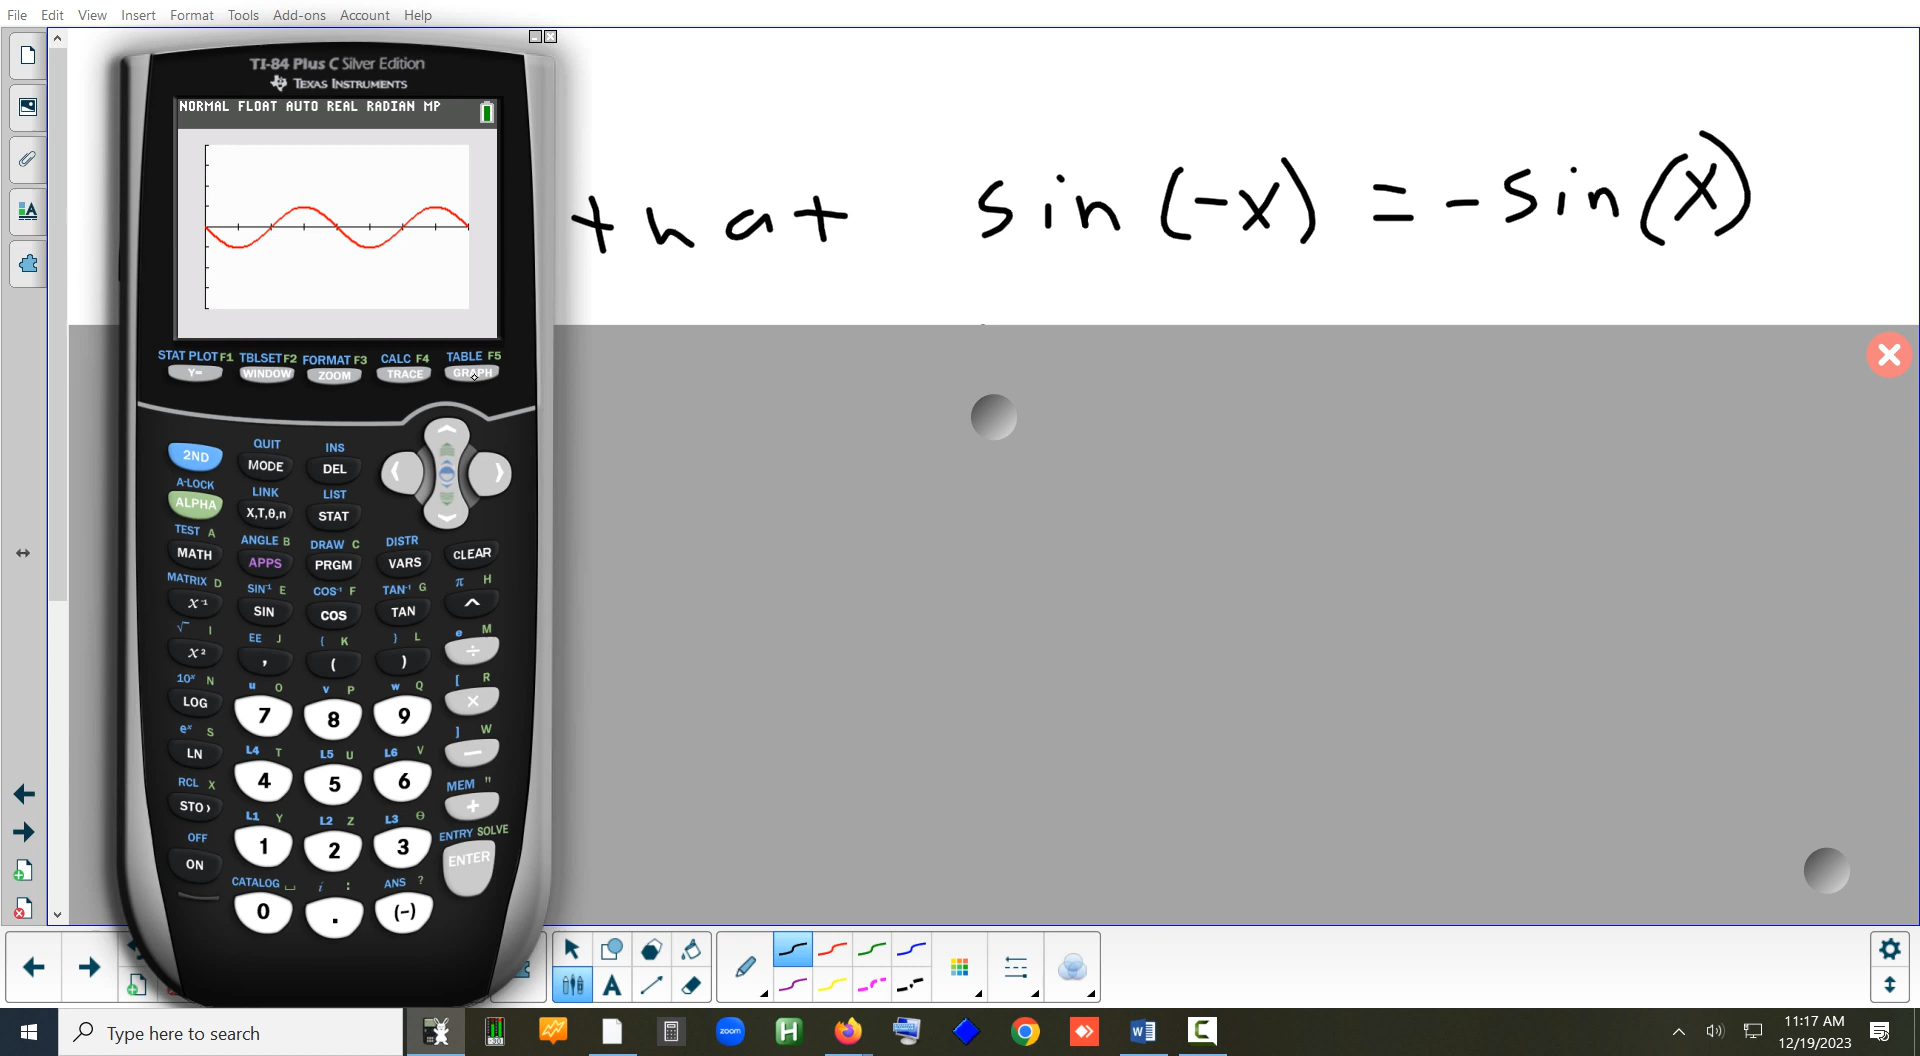 File Edit View Insert Format Tools Add-ons Account Help
TI-84 Plus C Silver Edition
TEXAS INSTRUMENTS
NORMAL FLOAT AUTO REAL RADIAN MP
that sin(-x) = -sin(x)
STAT PLOT F1 TBLSET F2 FORMAT F3 CALC F4 TABLE F5
Y= WINDOW ZOOM TRACE GRAPH
QUIT INS
2ND MODE DEL
A-LOCK LINK LIST
ALPHA X,T,θ,n STAT
TEST A ANGLE B DRAW C DISTR
MATH APPS PRGM VARS CLEAR
MATRIX D SIN⁻¹ E COS⁻¹ F TAN⁻¹ G π H
X⁻¹ SIN COS TAN ^
√ I EE J { K } L e M
X² , ( ) ÷
10ˣ N u O v P w Q [ R
LOG 7 8 9 ×
eˣ S L4 T L5 U L6 V ] W
LN 4 5 6 −
RCL X L1 Y L2 Z L3 θ MEM "
STO› 1 2 3 +
OFF ENTRY SOLVE
ON ENTER
CATALOG i : ANS ?
0 . (-)
Type here to search
zoom
11:17 AM
12/19/2023